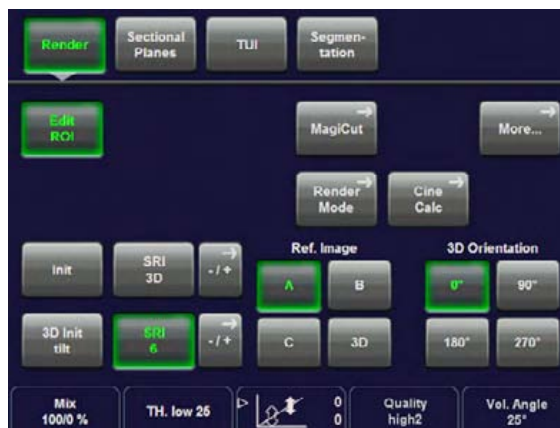 Render
Sectional
Planes
TUI
Segmen-
tation
Edit
ROI
MagiCut
More...
Render
Mode
Cine
Calc
Ref. Image
3D Orientation
Init
SRI
3D
- / +
A
B
0°
90°
3D Init
tilt
SRI
6
- / +
C
3D
180°
270°
Mix
100/0 %
TH. low 25
0
0
Quality
high2
Vol. Angle
25°